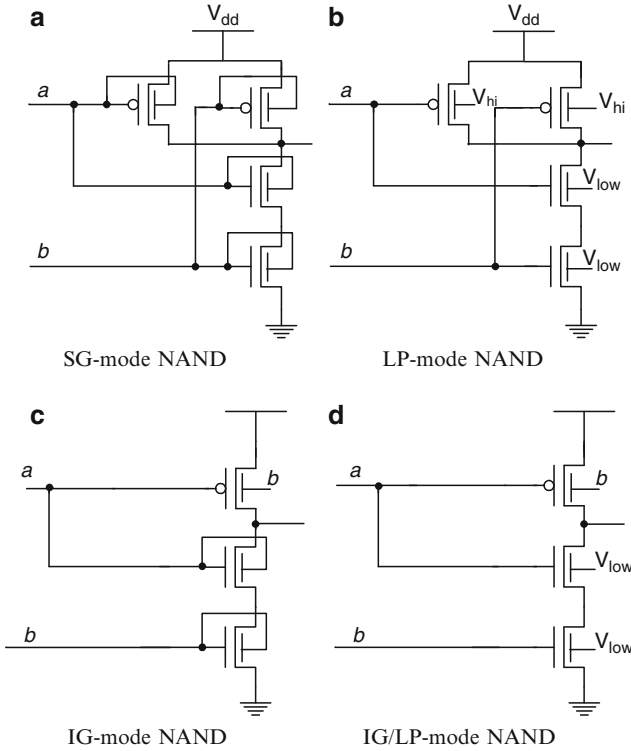 a
V_dd
a
b
SG-mode NAND
b
V_dd
a
V_hi
V_hi
V_low
b
V_low
LP-mode NAND
c
a
b
b
IG-mode NAND
d
a
b
V_low
b
V_low
IG/LP-mode NAND